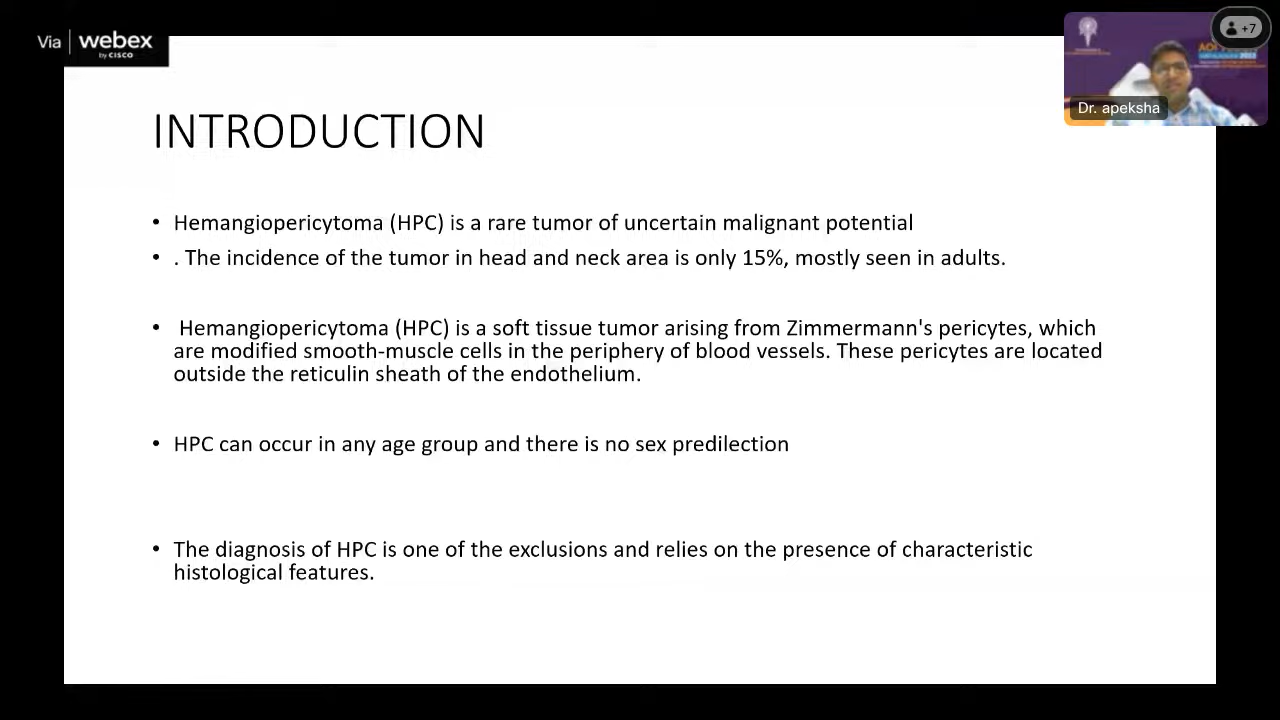 Via webex
by CISCO
+7
AOI
Dr. apeksha
INTRODUCTION
• Hemangiopericytoma (HPC) is a rare tumor of uncertain malignant potential
• . The incidence of the tumor in head and neck area is only 15%, mostly seen in adults.
• Hemangiopericytoma (HPC) is a soft tissue tumor arising from Zimmermann's pericytes, which
are modified smooth-muscle cells in the periphery of blood vessels. These pericytes are located
outside the reticulin sheath of the endothelium.
• HPC can occur in any age group and there is no sex predilection
• The diagnosis of HPC is one of the exclusions and relies on the presence of characteristic
histological features.